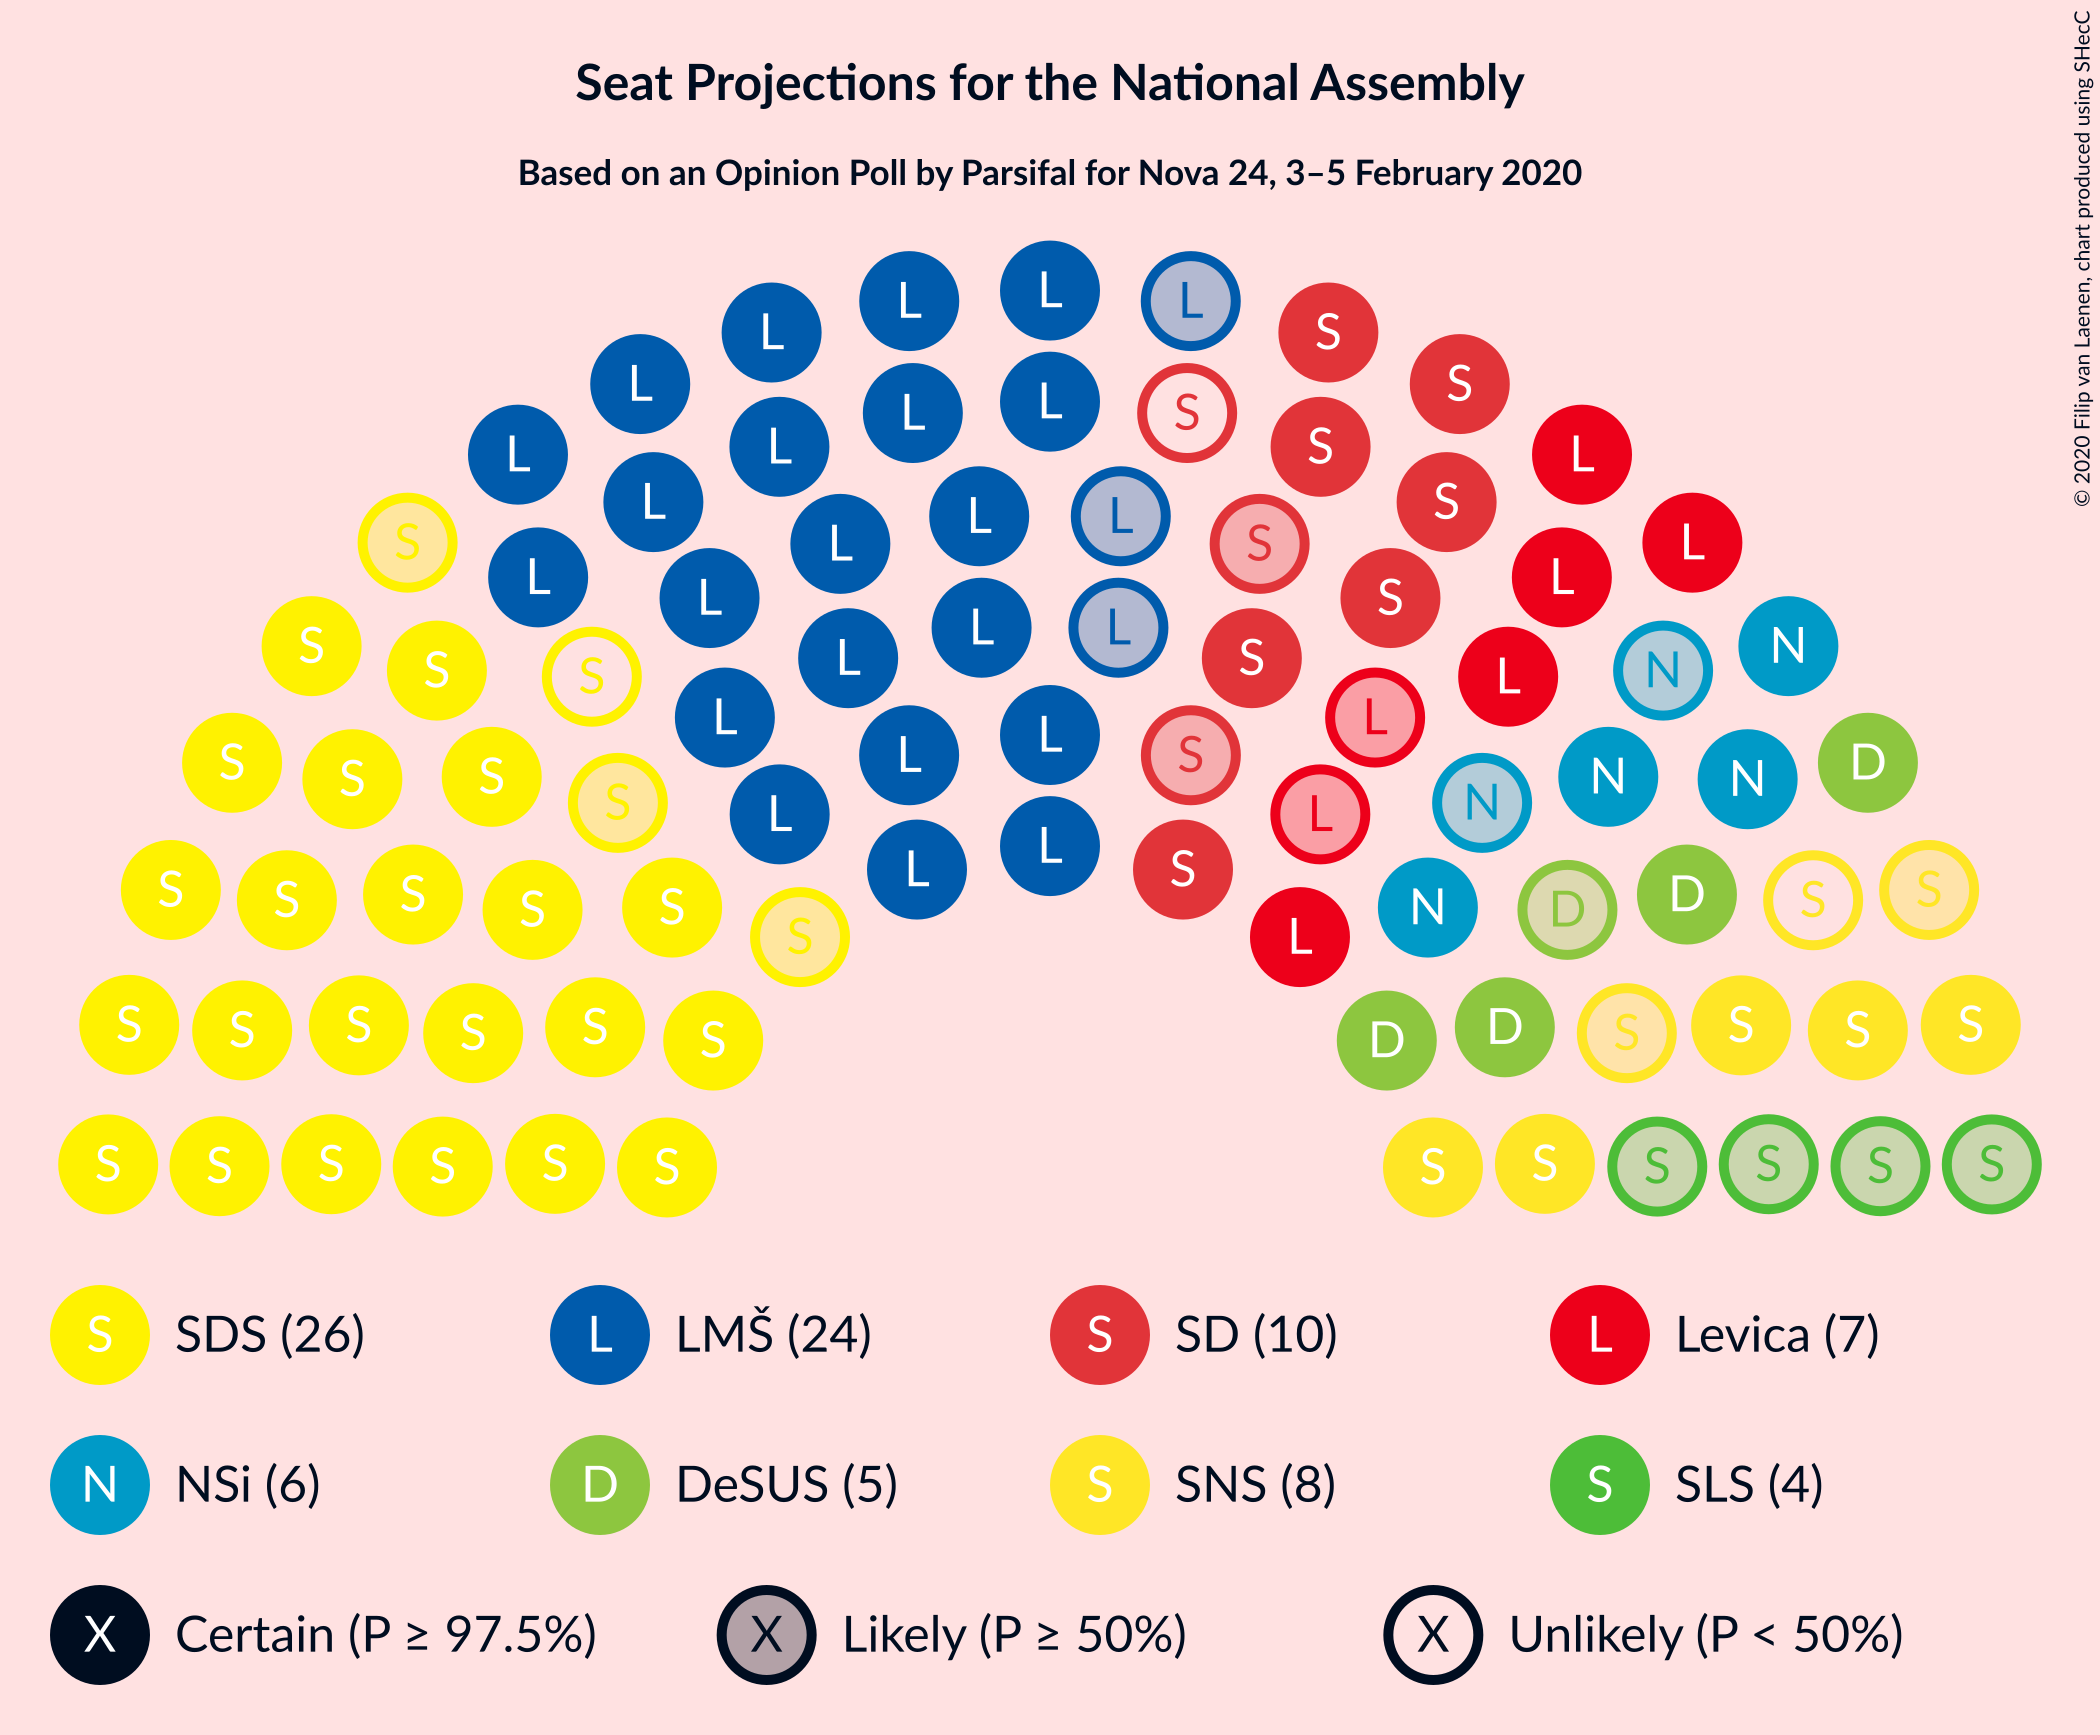 Seat Projections for the National Assembly
Based on an Opinion Poll by Parsifal for Nova 24, 3–5 February 2020
© 2020 Filip van Laenen, chart produced using SHecC
L L L
L L S S
L L L L S S L
S L L L L L S S L L
S S S L L S L L N N
S S S S L L L S L N N N D
S S S S S S L L S L N D D S S
S S S S S S D D S S S S
S S S S S S S S S S S S
S SDS (26) L LMŠ (24) S SD (10) L Levica (7)
N NSi (6) D DeSUS (5) S SNS (8) S SLS (4)
X Certain (P ≥ 97.5%) X Likely (P ≥ 50%) X Unlikely (P < 50%)